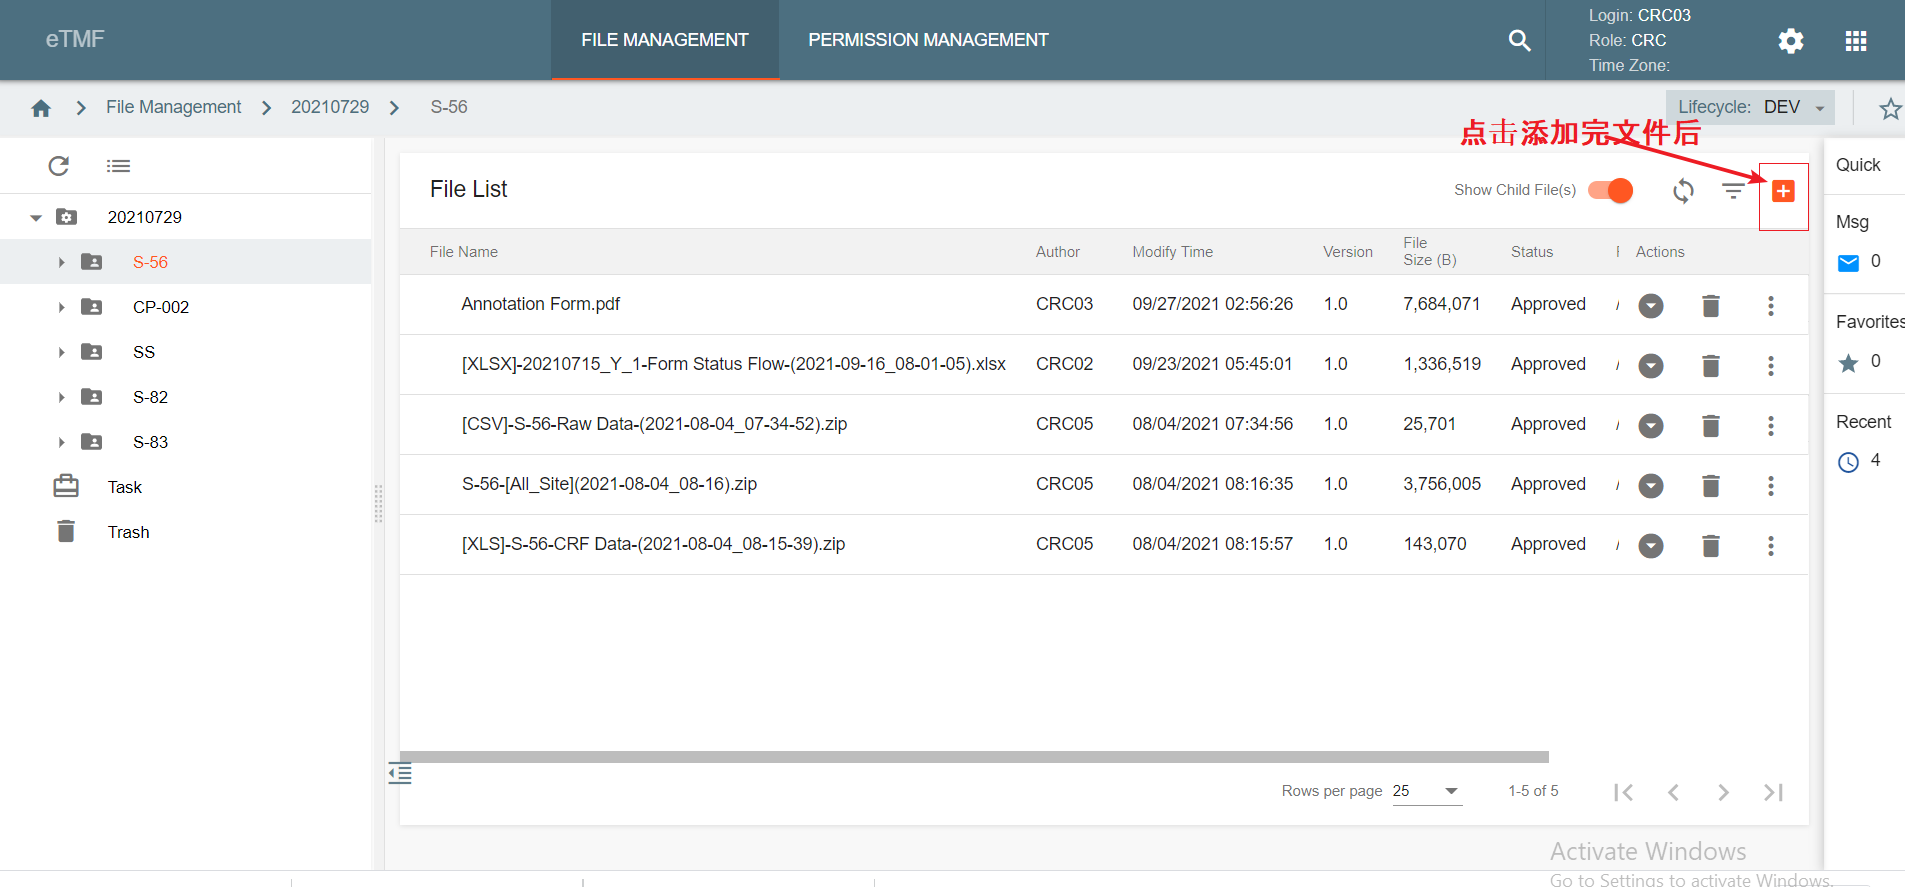 eTMF
FILE MANAGEMENT
PERMISSION MANAGEMENT
Login: CRC03
Role: CRC
Time Zone:
File Management
20210729
S-56
Lifecycle: DEV
点击添加完文件后
20210729
S-56
CP-002
SS
S-82
S-83
Task
Trash
File List
Show Child File(s)
File Name Author Modify Time Version File Size (B) Status Actions
Annotation Form.pdf CRC03 09/27/2021 02:56:26 1.0 7,684,071 Approved
[XLSX]-20210715_Y_1-Form Status Flow-(2021-09-16_08-01-05).xlsx CRC02 09/23/2021 05:45:01 1.0 1,336,519 Approved
[CSV]-S-56-Raw Data-(2021-08-04_07-34-52).zip CRC05 08/04/2021 07:34:56 1.0 25,701 Approved
S-56-[All_Site](2021-08-04_08-16).zip CRC05 08/04/2021 08:16:35 1.0 3,756,005 Approved
[XLS]-S-56-CRF Data-(2021-08-04_08-15-39).zip CRC05 08/04/2021 08:15:57 1.0 143,070 Approved
Rows per page 25 1-5 of 5
Quick
Msg
0
Favorites
0
Recent
4
Activate Windows
Go to Settings to activate Windows.